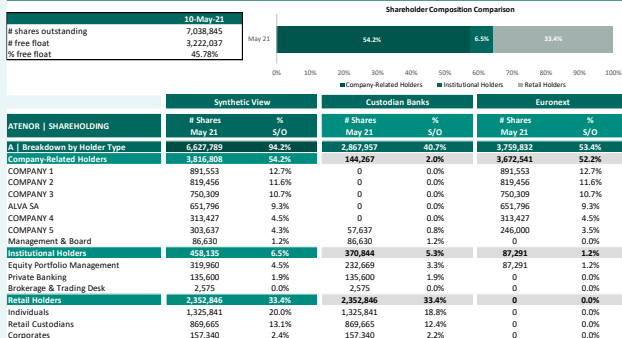 Shareholder Composition Comparison
10-May-21
# shares outstanding 7,038,845
# free float 3,222,037
% free float 45.78%
May 21 54.2% 6.5% 33.4%
0% 10% 20% 30% 40% 50% 60% 70% 80% 90% 100%
Company-Related Holders Institutional Holders Retail Holders
Synthetic View Custodian Banks Euronext
ATENOR | SHAREHOLDING # Shares % # Shares % # Shares %
May 21 S/O May 21 S/O May 21 S/O
A | Breakdown by Holder Type 6,627,789 94.2% 2,867,957 40.7% 3,759,832 53.4%
Company-Related Holders 3,816,808 54.2% 144,267 2.0% 3,672,541 52.2%
COMPANY 1 891,553 12.7% 0 0.0% 891,553 12.7%
COMPANY 2 819,456 11.6% 0 0.0% 819,456 11.6%
COMPANY 3 750,309 10.7% 0 0.0% 750,309 10.7%
ALVA SA 651,796 9.3% 0 0.0% 651,796 9.3%
COMPANY 4 313,427 4.5% 0 0.0% 313,427 4.5%
COMPANY 5 303,637 4.3% 57,637 0.8% 246,000 3.5%
Management & Board 86,630 1.2% 86,630 1.2% 0 0.0%
Institutional Holders 458,135 6.5% 370,844 5.3% 87,291 1.2%
Equity Portfolio Management 319,960 4.5% 232,669 3.3% 87,291 1.2%
Private Banking 135,600 1.9% 135,600 1.9% 0 0.0%
Brokerage & Trading Desk 2,575 0.0% 2,575 0.0% 0 0.0%
Retail Holders 2,352,846 33.4% 2,352,846 33.4% 0 0.0%
Individuals 1,325,841 20.0% 1,325,841 18.8% 0 0.0%
Retail Custodians 869,665 13.1% 869,665 12.4% 0 0.0%
Corporates 157,340 2.4% 157,340 2.2% 0 0.0%